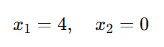 x₁ = 4,  x₂ = 0